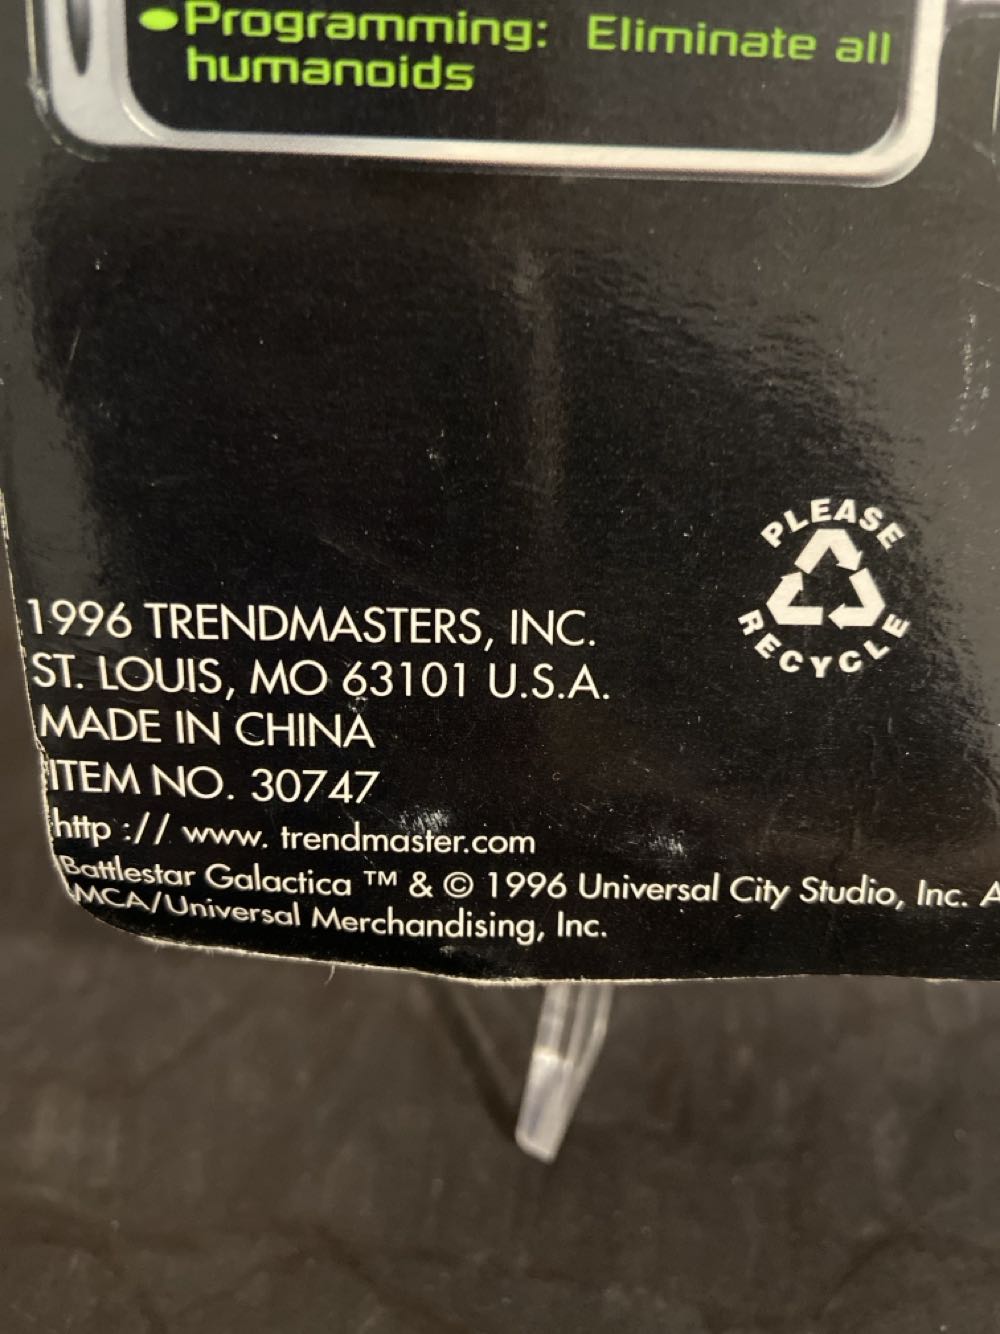 Programming: Eliminate all
humanoids
PLEASE
RECYCLE
1996 TRENDMASTERS, INC.
ST. LOUIS, MO 63101 U.S.A.
MADE IN CHINA
ITEM NO. 30747
http :// www. trendmaster.com
Battlestar Galactica ™ & © 1996 Universal City Studio, Inc. A
MCA/Universal Merchandising, Inc.